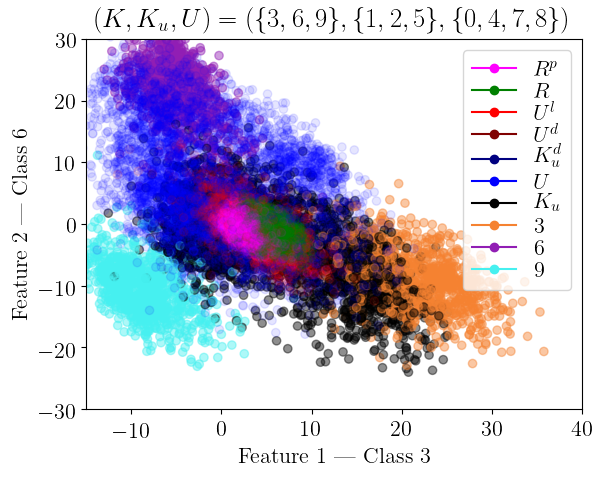 (K, K_u, U) = ({3, 6, 9}, {1, 2, 5}, {0, 4, 7, 8})
30
20
10
0
−10
−20
−30
Feature 2 — Class 6
R^p
R
U^l
U^d
K_u^d
U
K_u
3
6
9
−10
0
10
20
30
40
Feature 1 — Class 3